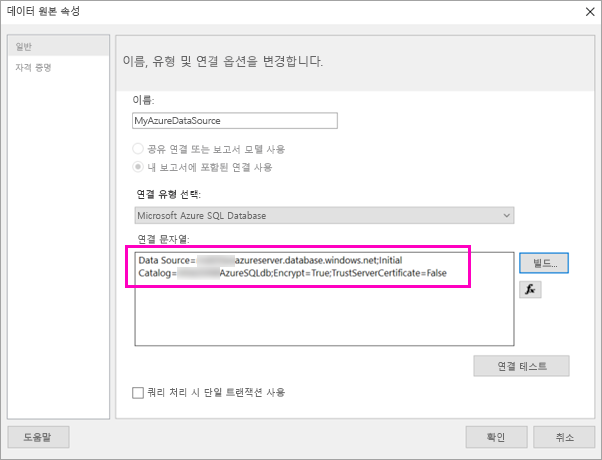 데이터 원본 속성
일반
자격 증명
이름, 유형 및 연결 옵션을 변경합니다.
이름:
MyAzureDataSource
공유 연결 또는 보고서 모델 사용
내 보고서에 포함된 연결 사용
연결 유형 선택:
Microsoft Azure SQL Database
연결 문자열:
Data Source= azureserver.database.windows.net;Initial
Catalog= AzureSQLdb;Encrypt=True;TrustServerCertificate=False
빌드...
fx
연결 테스트
쿼리 처리 시 단일 트랜잭션 사용
도움말
확인
취소